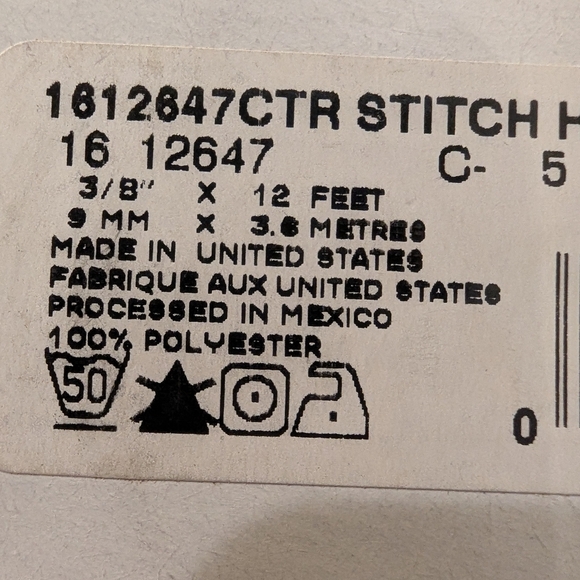 1612647CTR STITCH H
16 12647 C- 5
3/8" X 12 FEET
9 MM X 3.6 METRES
MADE IN UNITED STATES
FABRIQUE AUX UNITED STATES
PROCESSED IN MEXICO
100% POLYESTER
50
0